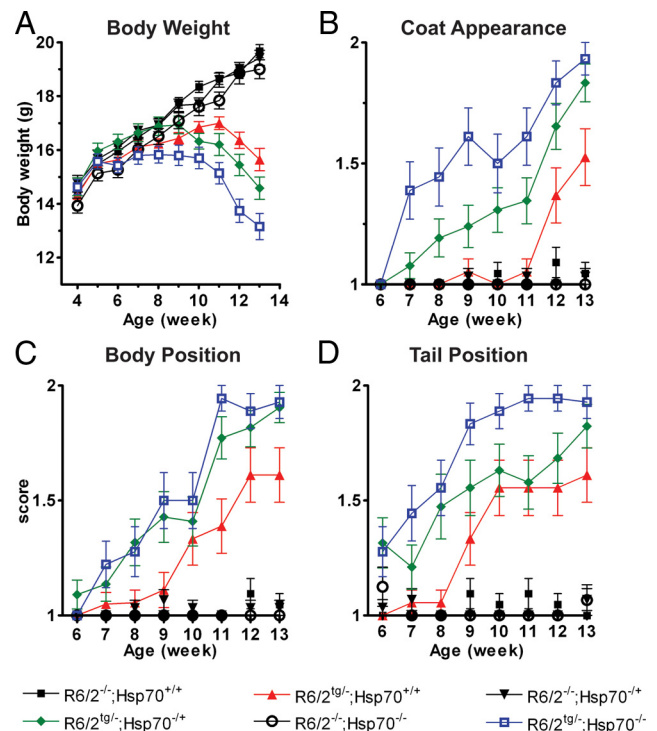 A Body Weight
20
18
16
14
12
Body weight (g)
4 6 8 10 12 14
Age (week)
B Coat Appearance
2
1.5
1
6 7 8 9 10 11 12 13
Age (week)
C Body Position
2
1.5
1
score
6 7 8 9 10 11 12 13
Age (week)
D Tail Position
2
1.5
1
6 7 8 9 10 11 12 13
Age (week)
R6/2-/-;Hsp70+/+ R6/2tg/-;Hsp70+/+ R6/2-/-;Hsp70-/+
R6/2tg/-;Hsp70-/+ R6/2-/-;Hsp70-/- R6/2tg/-;Hsp70-/-